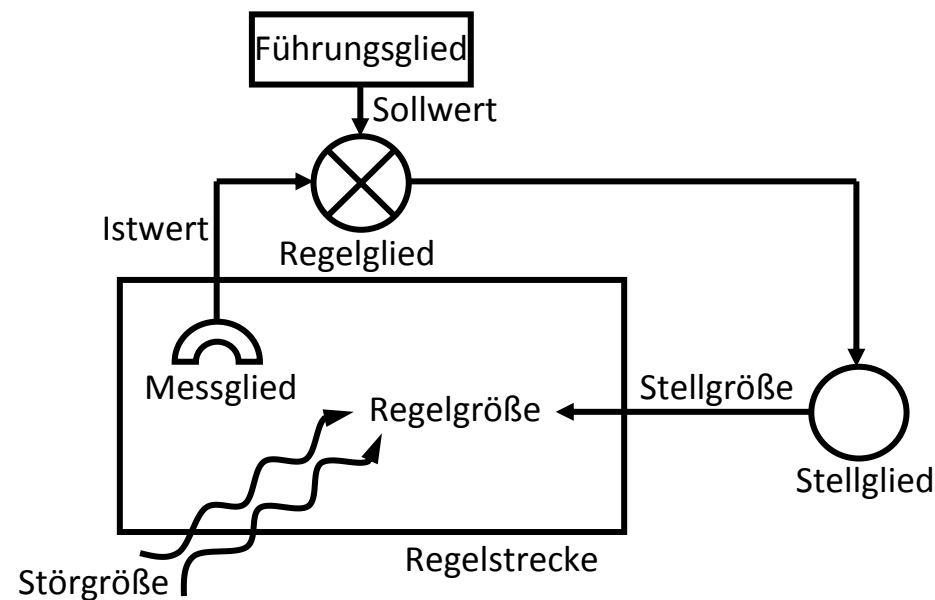 Führungsglied
Sollwert
Istwert
Regelglied
Messglied
Regelgröße
Stellgröße
Stellglied
Regelstrecke
Störgröße